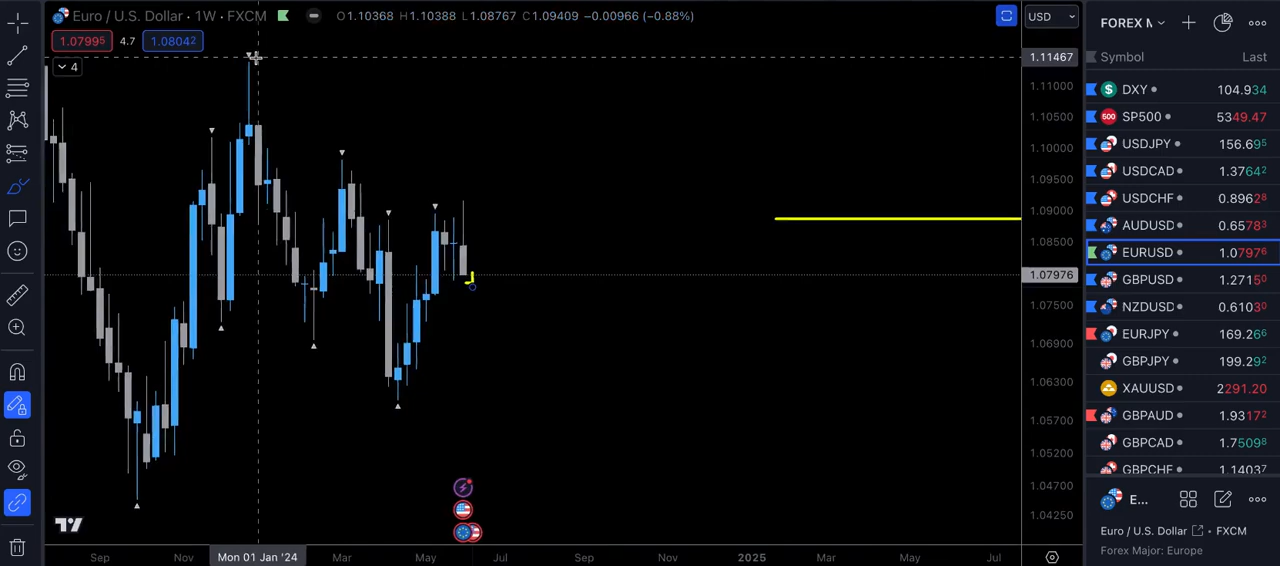 Euro / U.S. Dollar · 1W · FXCM O1.10368 H1.10388 L1.08767 C1.09409 −0.00966 (−0.88%)
1.07995 4.7 1.08042
4
USD
1.11467
1.11000
1.10500
1.10000
1.09500
1.09000
1.08500
1.07976
1.07500
1.06900
1.06300
1.05700
1.05200
1.04700
1.04250
Sep Nov Mon 01 Jan '24 Mar May Jul Sep Nov 2025 Mar May Jul
FOREX M
Symbol Last
DXY 104.934
SP500 5349.47
USDJPY 156.695
USDCAD 1.37642
USDCHF 0.89628
AUDUSD 0.65783
EURUSD 1.07976
GBPUSD 1.27150
NZDUSD 0.61030
EURJPY 169.266
GBPJPY 199.292
XAUUSD 2291.20
GBPAUD 1.93172
GBPCAD 1.75098
GBPCHF 1.14037
E...
Euro / U.S. Dollar · FXCM
Forex Major: Europe